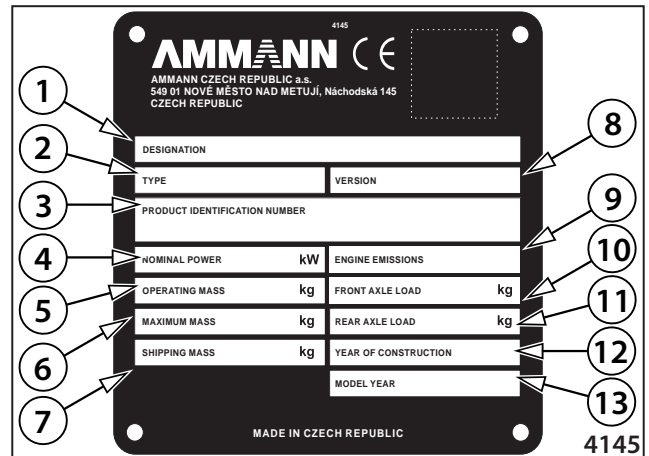 4145
AMMANN CE
AMMANN CZECH REPUBLIC a.s.
549 01 NOVÉ MĚSTO NAD METUJÍ, Náchodská 145
CZECH REPUBLIC
1
DESIGNATION
2
TYPE
VERSION
8
3
PRODUCT IDENTIFICATION NUMBER
9
4
NOMINAL POWER kW
ENGINE EMISSIONS
10
5
OPERATING MASS kg
FRONT AXLE LOAD kg
11
6
MAXIMUM MASS kg
REAR AXLE LOAD kg
12
7
SHIPPING MASS kg
YEAR OF CONSTRUCTION
13
MODEL YEAR
MADE IN CZECH REPUBLIC
4145